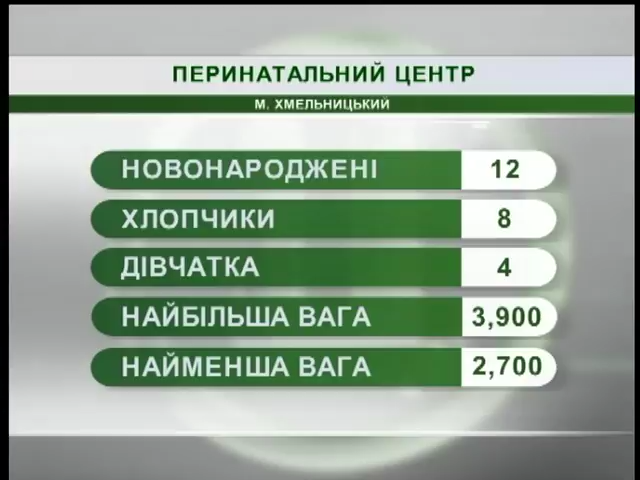 ПЕРИНАТАЛЬНИЙ ЦЕНТР
М. ХМЕЛЬНИЦЬКИЙ
НОВОНАРОДЖЕНІ 12
ХЛОПЧИКИ 8
ДІВЧАТКА 4
НАЙБІЛЬША ВАГА 3,900
НАЙМЕНША ВАГА 2,700